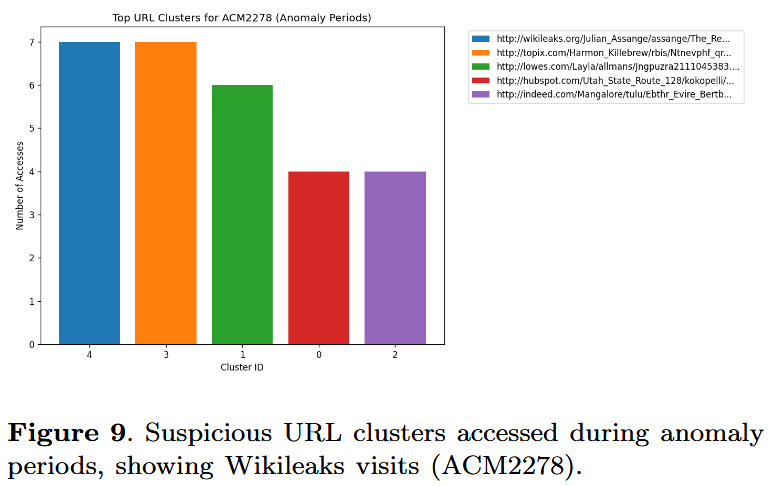 Top URL Clusters for ACM2278 (Anomaly Periods)
Number of Accesses
7
6
5
4
3
2
1
0
4 3 1 0 2
Cluster ID
http://wikileaks.org/Julian_Assange/assange/The_Re...
http://topix.com/Harmon_Killebrew/rbis/Ntnevphf_qr...
http://lowes.com/Layla/allmans/Jngpuzra2111045383....
http://hubspot.com/Utah_State_Route_128/kokopelli/...
http://indeed.com/Mangalore/tulu/Ebthr_Evire_Bertb...
Figure 9. Suspicious URL clusters accessed during anomaly
periods, showing Wikileaks visits (ACM2278).